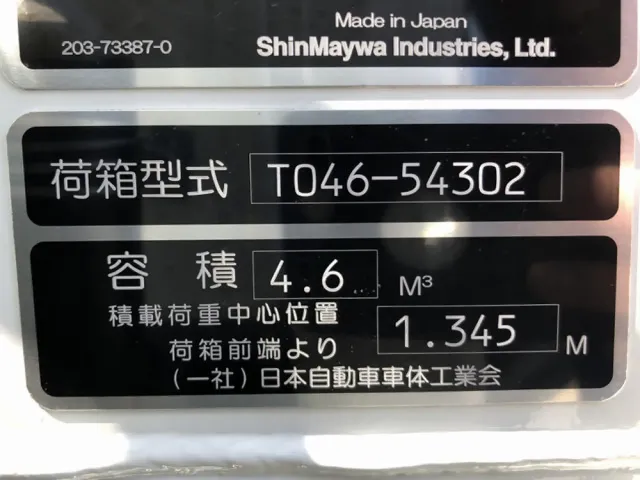 Made in Japan
203-73387-0 ShinMaywa Industries, Ltd.
荷箱型式 T046-54302
容積 4.6 M³
積載荷重中心位置
荷箱前端より 1.345 M
(一社)日本自動車車体工業会